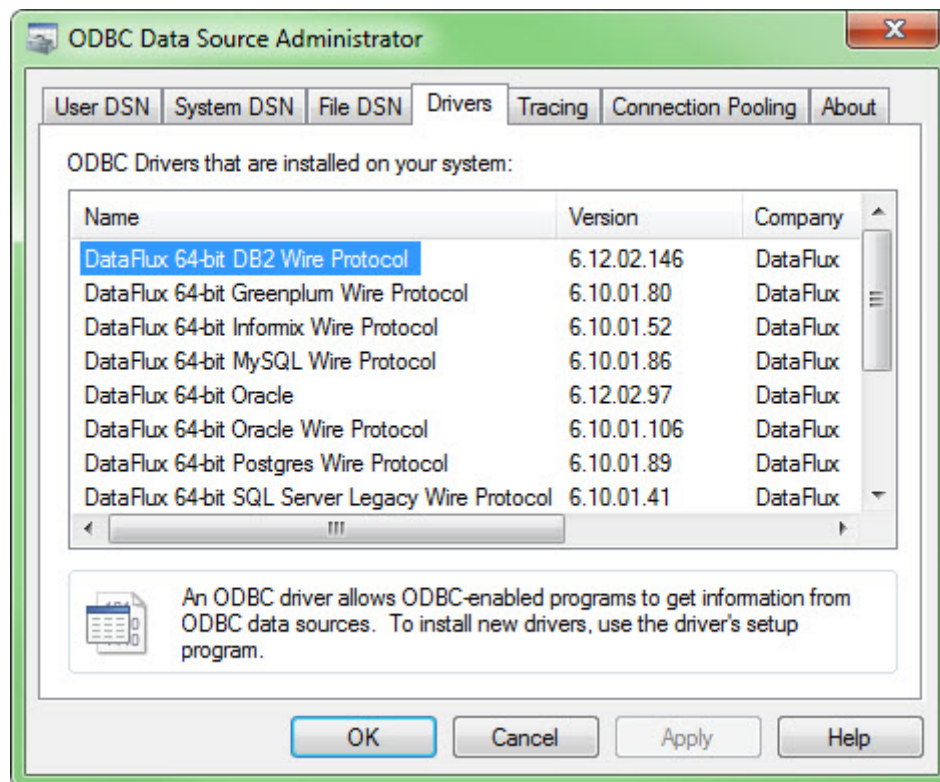 ODBC Data Source Administrator
User DSN System DSN File DSN Drivers Tracing Connection Pooling About
ODBC Drivers that are installed on your system:
Name Version Company
DataFlux 64-bit DB2 Wire Protocol 6.12.02.146 DataFlux
DataFlux 64-bit Greenplum Wire Protocol 6.10.01.80 DataFlux
DataFlux 64-bit Informix Wire Protocol 6.10.01.52 DataFlux
DataFlux 64-bit MySQL Wire Protocol 6.10.01.86 DataFlux
DataFlux 64-bit Oracle 6.12.02.97 DataFlux
DataFlux 64-bit Oracle Wire Protocol 6.10.01.106 DataFlux
DataFlux 64-bit Postgres Wire Protocol 6.10.01.89 DataFlux
DataFlux 64-bit SQL Server Legacy Wire Protocol 6.10.01.41 DataFlux
An ODBC driver allows ODBC-enabled programs to get information from
ODBC data sources. To install new drivers, use the driver's setup
program.
OK Cancel Apply Help